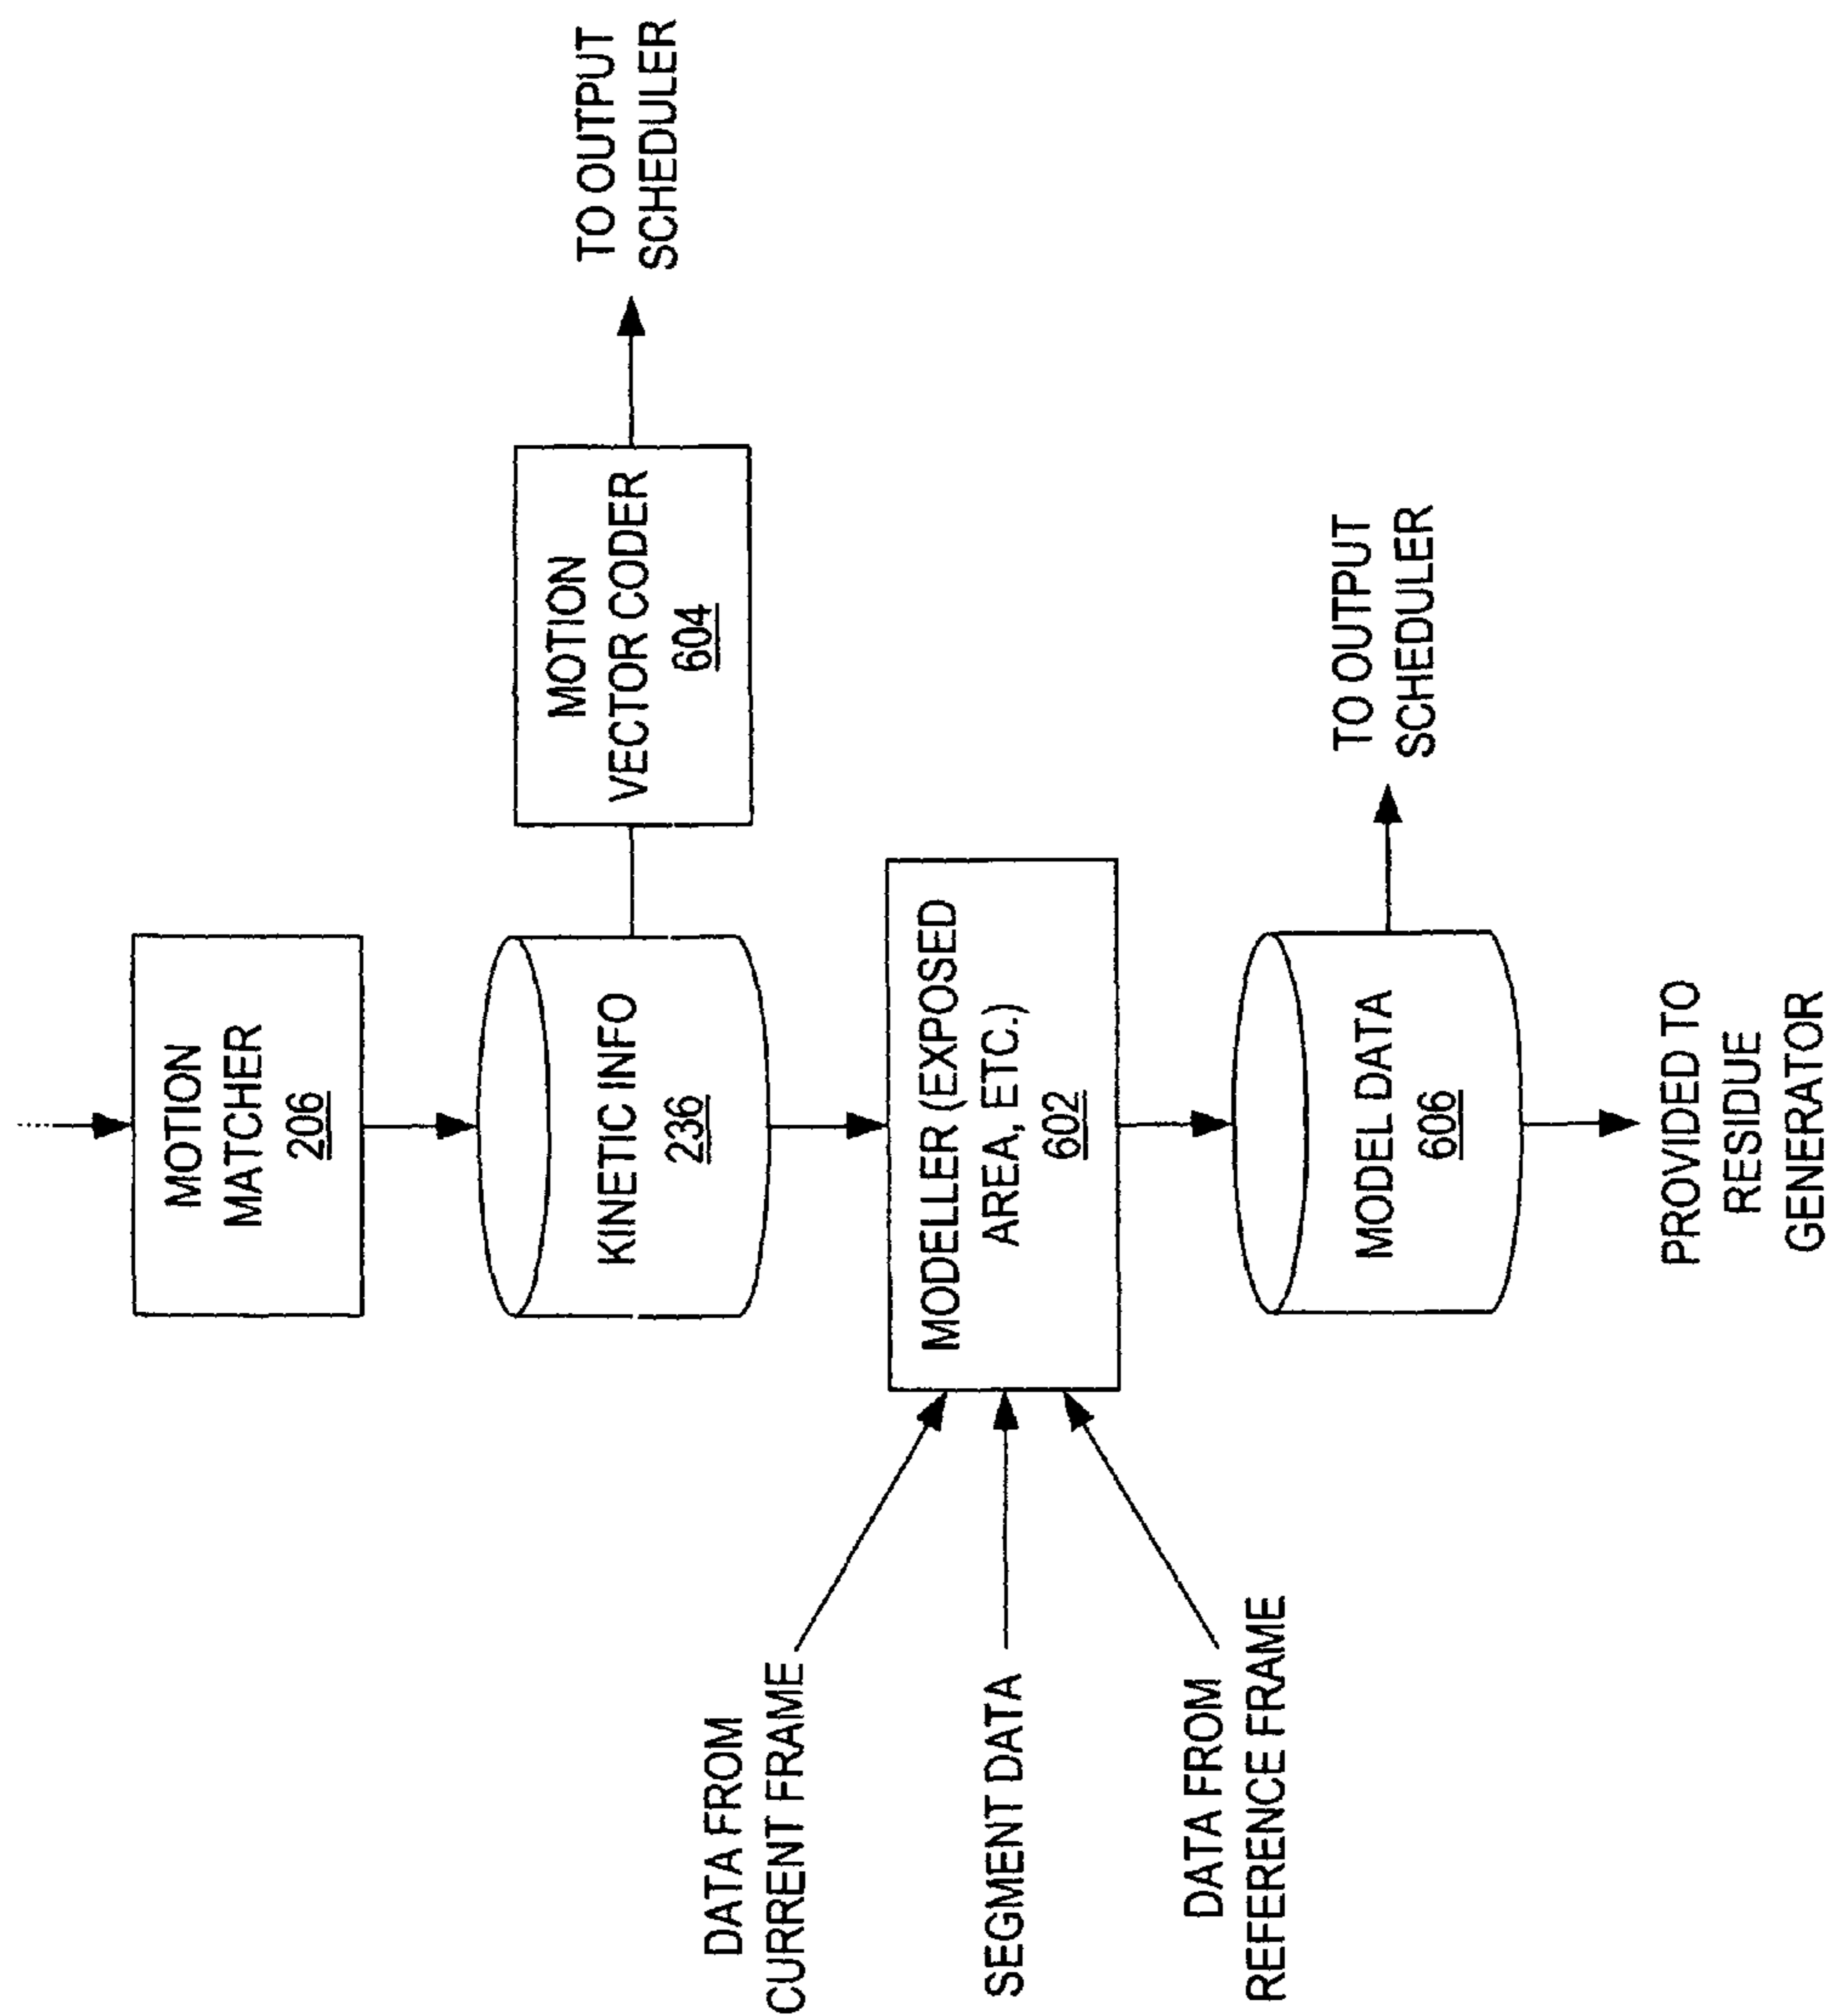 MOTION
MATCHER
206
KINETIC INFO
236
MOTION
VECTOR CODER
604
TO OUTPUT
SCHEDULER
DATA FROM
CURRENT FRAME
SEGMENT DATA
DATA FROM
REFERENCE FRAME
MODELLER (EXPOSED
AREA, ETC.)
602
MODEL DATA
606
TO OUTPUT
SCHEDULER
PROVIDED TO
RESIDUE
GENERATOR